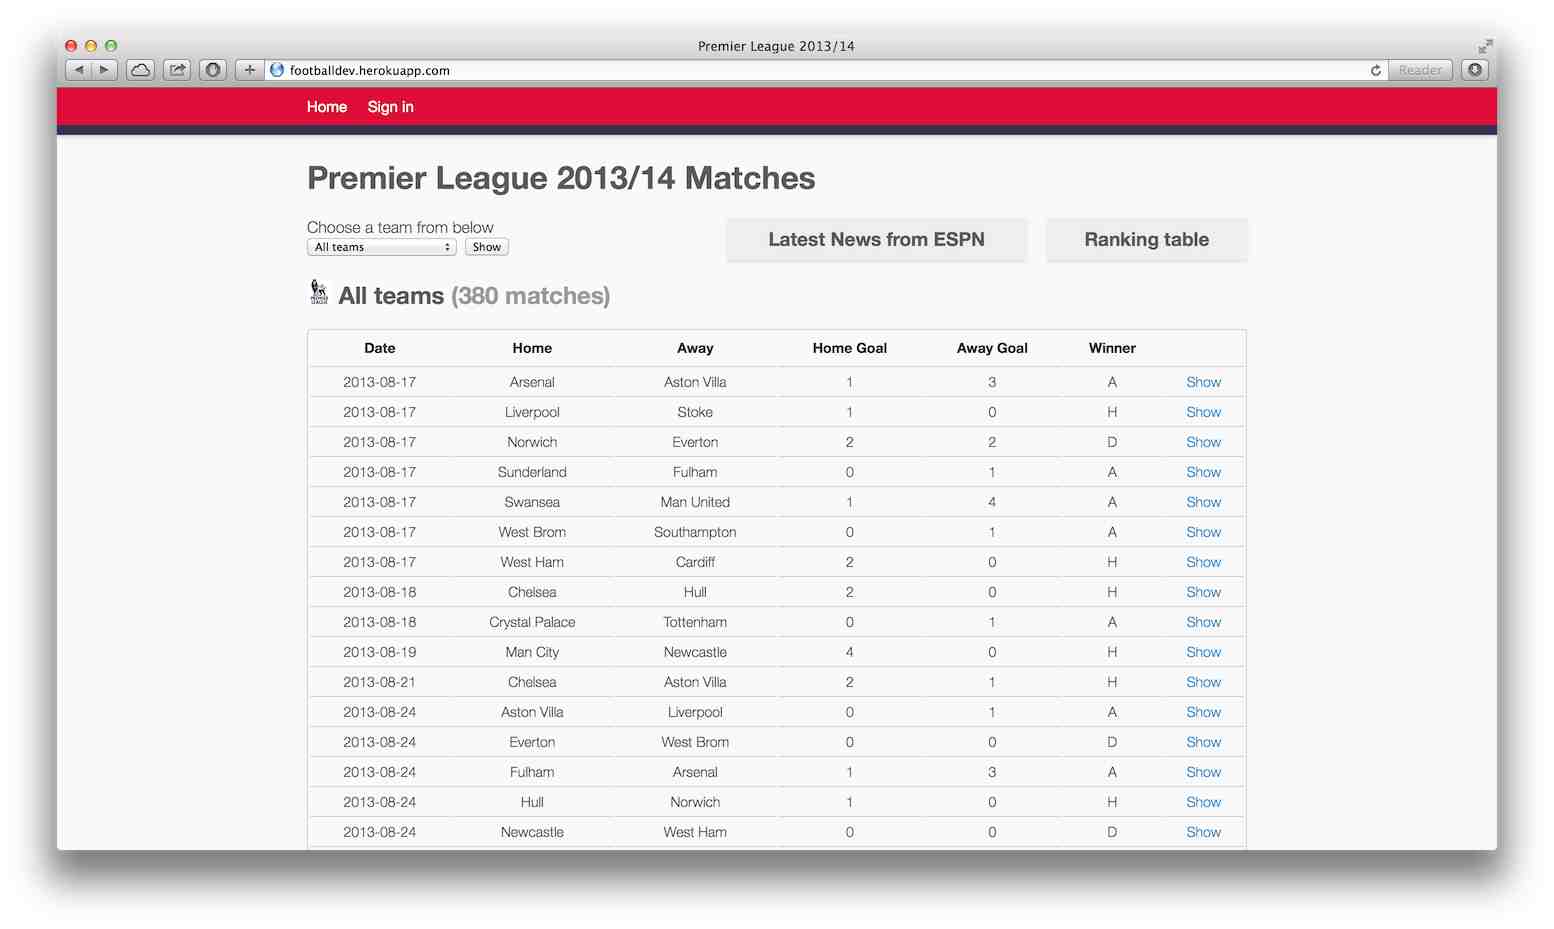 Premier League 2013/14
footballdev.herokuapp.com
Reader
Home Sign in
Premier League 2013/14 Matches
Choose a team from below
All teams Show
Latest News from ESPN
Ranking table
All teams (380 matches)
Date Home Away Home Goal Away Goal Winner
2013-08-17 Arsenal Aston Villa 1 3 A Show
2013-08-17 Liverpool Stoke 1 0 H Show
2013-08-17 Norwich Everton 2 2 D Show
2013-08-17 Sunderland Fulham 0 1 A Show
2013-08-17 Swansea Man United 1 4 A Show
2013-08-17 West Brom Southampton 0 1 A Show
2013-08-17 West Ham Cardiff 2 0 H Show
2013-08-18 Chelsea Hull 2 0 H Show
2013-08-18 Crystal Palace Tottenham 0 1 A Show
2013-08-19 Man City Newcastle 4 0 H Show
2013-08-21 Chelsea Aston Villa 2 1 H Show
2013-08-24 Aston Villa Liverpool 0 1 A Show
2013-08-24 Everton West Brom 0 0 D Show
2013-08-24 Fulham Arsenal 1 3 A Show
2013-08-24 Hull Norwich 1 0 H Show
2013-08-24 Newcastle West Ham 0 0 D Show